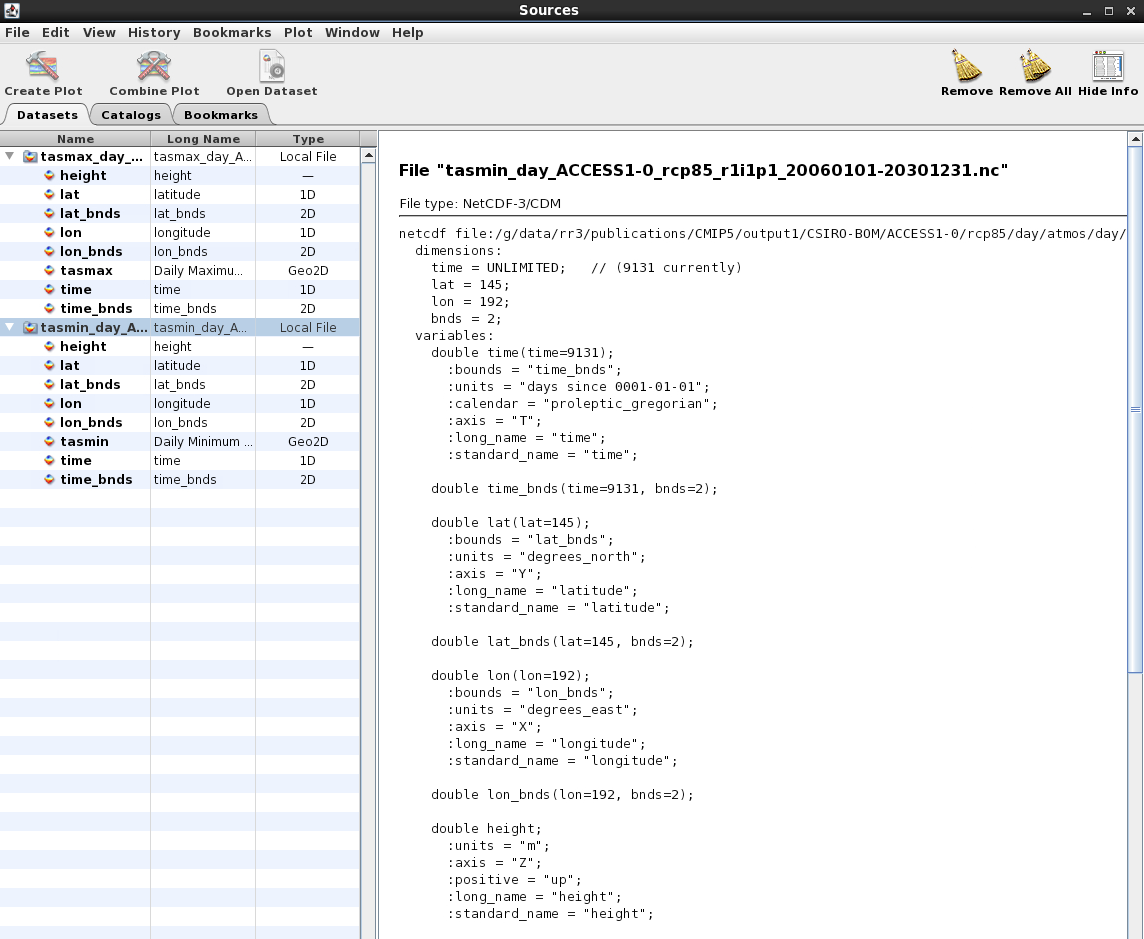 Sources
File Edit View History Bookmarks Plot Window Help
Create Plot Combine Plot Open Dataset Remove Remove All Hide Info
Datasets Catalogs Bookmarks
Name Long Name Type
tasmax_day_... tasmax_day_A... Local File
height height —
lat latitude 1D
lat_bnds lat_bnds 2D
lon longitude 1D
lon_bnds lon_bnds 2D
tasmax Daily Maximu... Geo2D
time time 1D
time_bnds time_bnds 2D
tasmin_day_A... tasmin_day_A... Local File
height height —
lat latitude 1D
lat_bnds lat_bnds 2D
lon longitude 1D
lon_bnds lon_bnds 2D
tasmin Daily Minimum ... Geo2D
time time 1D
time_bnds time_bnds 2D
File "tasmin_day_ACCESS1-0_rcp85_r1i1p1_20060101-20301231.nc"
File type: NetCDF-3/CDM
netcdf file:/g/data/rr3/publications/CMIP5/output1/CSIRO-BOM/ACCESS1-0/rcp85/day/atmos/day/
dimensions:
time = UNLIMITED;   // (9131 currently)
lat = 145;
lon = 192;
bnds = 2;
variables:
double time(time=9131);
:bounds = "time_bnds";
:units = "days since 0001-01-01";
:calendar = "proleptic_gregorian";
:axis = "T";
:long_name = "time";
:standard_name = "time";
double time_bnds(time=9131, bnds=2);
double lat(lat=145);
:bounds = "lat_bnds";
:units = "degrees_north";
:axis = "Y";
:long_name = "latitude";
:standard_name = "latitude";
double lat_bnds(lat=145, bnds=2);
double lon(lon=192);
:bounds = "lon_bnds";
:units = "degrees_east";
:axis = "X";
:long_name = "longitude";
:standard_name = "longitude";
double lon_bnds(lon=192, bnds=2);
double height;
:units = "m";
:axis = "Z";
:positive = "up";
:long_name = "height";
:standard_name = "height";